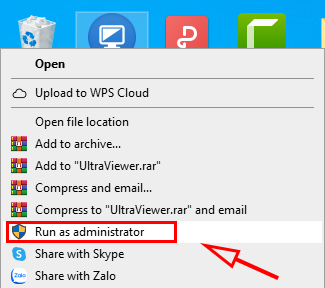 Open
Upload to WPS Cloud
Open file location
Add to archive...
Add to "UltraViewer.rar"
Compress and email...
Compress to "UltraViewer.rar" and email
Run as administrator
Share with Skype
Zalo Share with Zalo